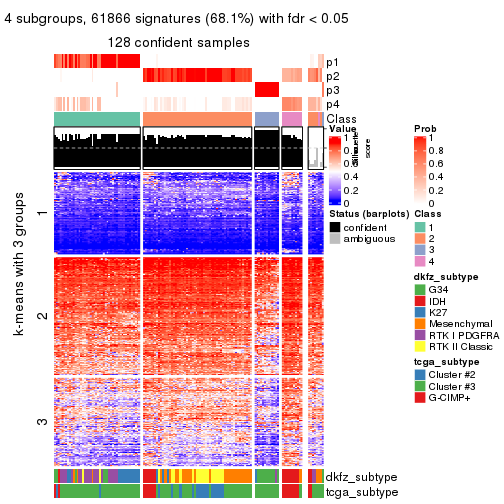 4 subgroups, 61866 signatures (68.1%) with fdr < 0.05
128 confident samples
p1
p2
p3
p4
Class
Silhouette
score
1
2
3
k-means with 3 groups
dkfz_subtype
tcga_subtype
Value
1
0.8
0.6
0.4
0.2
0
Status (barplots)
confident
ambiguous
Prob
1
0.8
0.6
0.4
0.2
0
Class
1
2
3
4
dkfz_subtype
G34
IDH
K27
Mesenchymal
RTK I PDGFRA
RTK II Classic
tcga_subtype
Cluster #2
Cluster #3
G-CIMP+